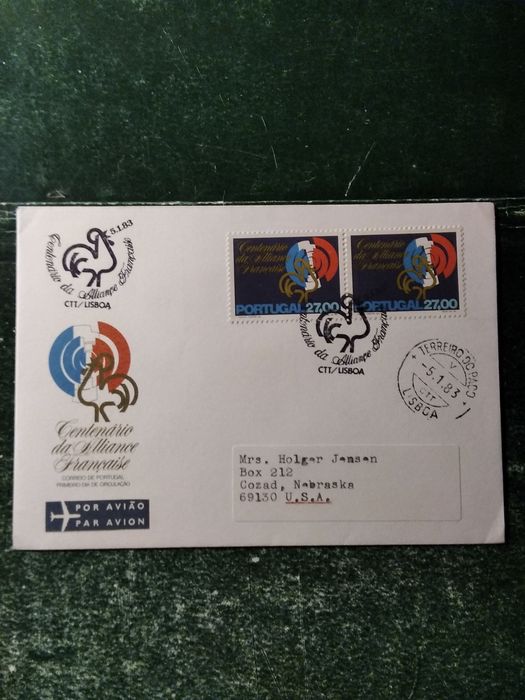 5.1.83
Centenário da Alliance Française
CTT/LISBOA
Centenário
da Alliance
Française
PORTUGAL 27,00
Centenário
da Alliance
Française
PORTUGAL 27,00
Centenário da Alliance Française
CTT/LISBOA
TERREIRO DO PAÇO
V
-5.1.83
CTT
LISBOA
Centenário
da Alliance
Française
CORREIO DE PORTUGAL
PRIMEIRO DIA DE CIRCULAÇÃO
POR AVIÃO
PAR AVION
Mrs. Holger Jensen
Box 212
Cozad, Nebraska
69130 U.S.A.